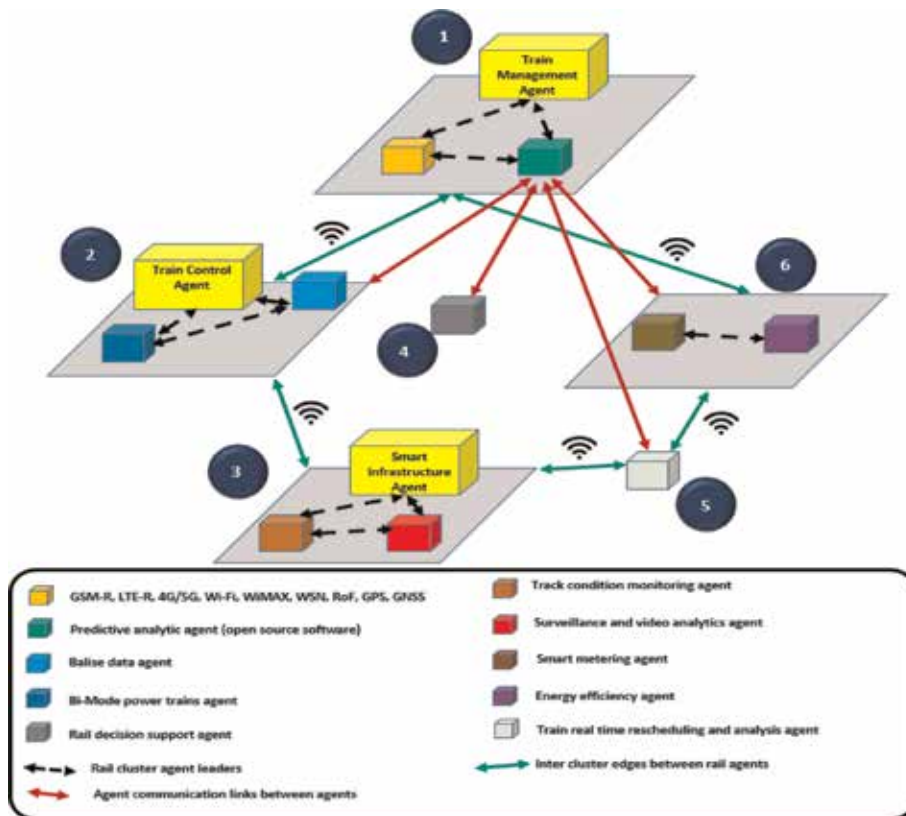 1
Train
Management
Agent
2
Train Control
Agent
6
4
3
Smart
Infrastructure
Agent
5
GSM-R, LTE-R, 4G/5G, Wi-Fi, WiMAX, WSN, RoF, GPS, GNSS
Predictive analytic agent (open source software)
Balise data agent
Bi-Mode power trains agent
Rail decision support agent
Rail cluster agent leaders
Agent communication links between agents
Track condition monitoring agent
Surveillance and video analytics agent
Smart metering agent
Energy efficiency agent
Train real time rescheduling and analysis agent
Inter cluster edges between rail agents